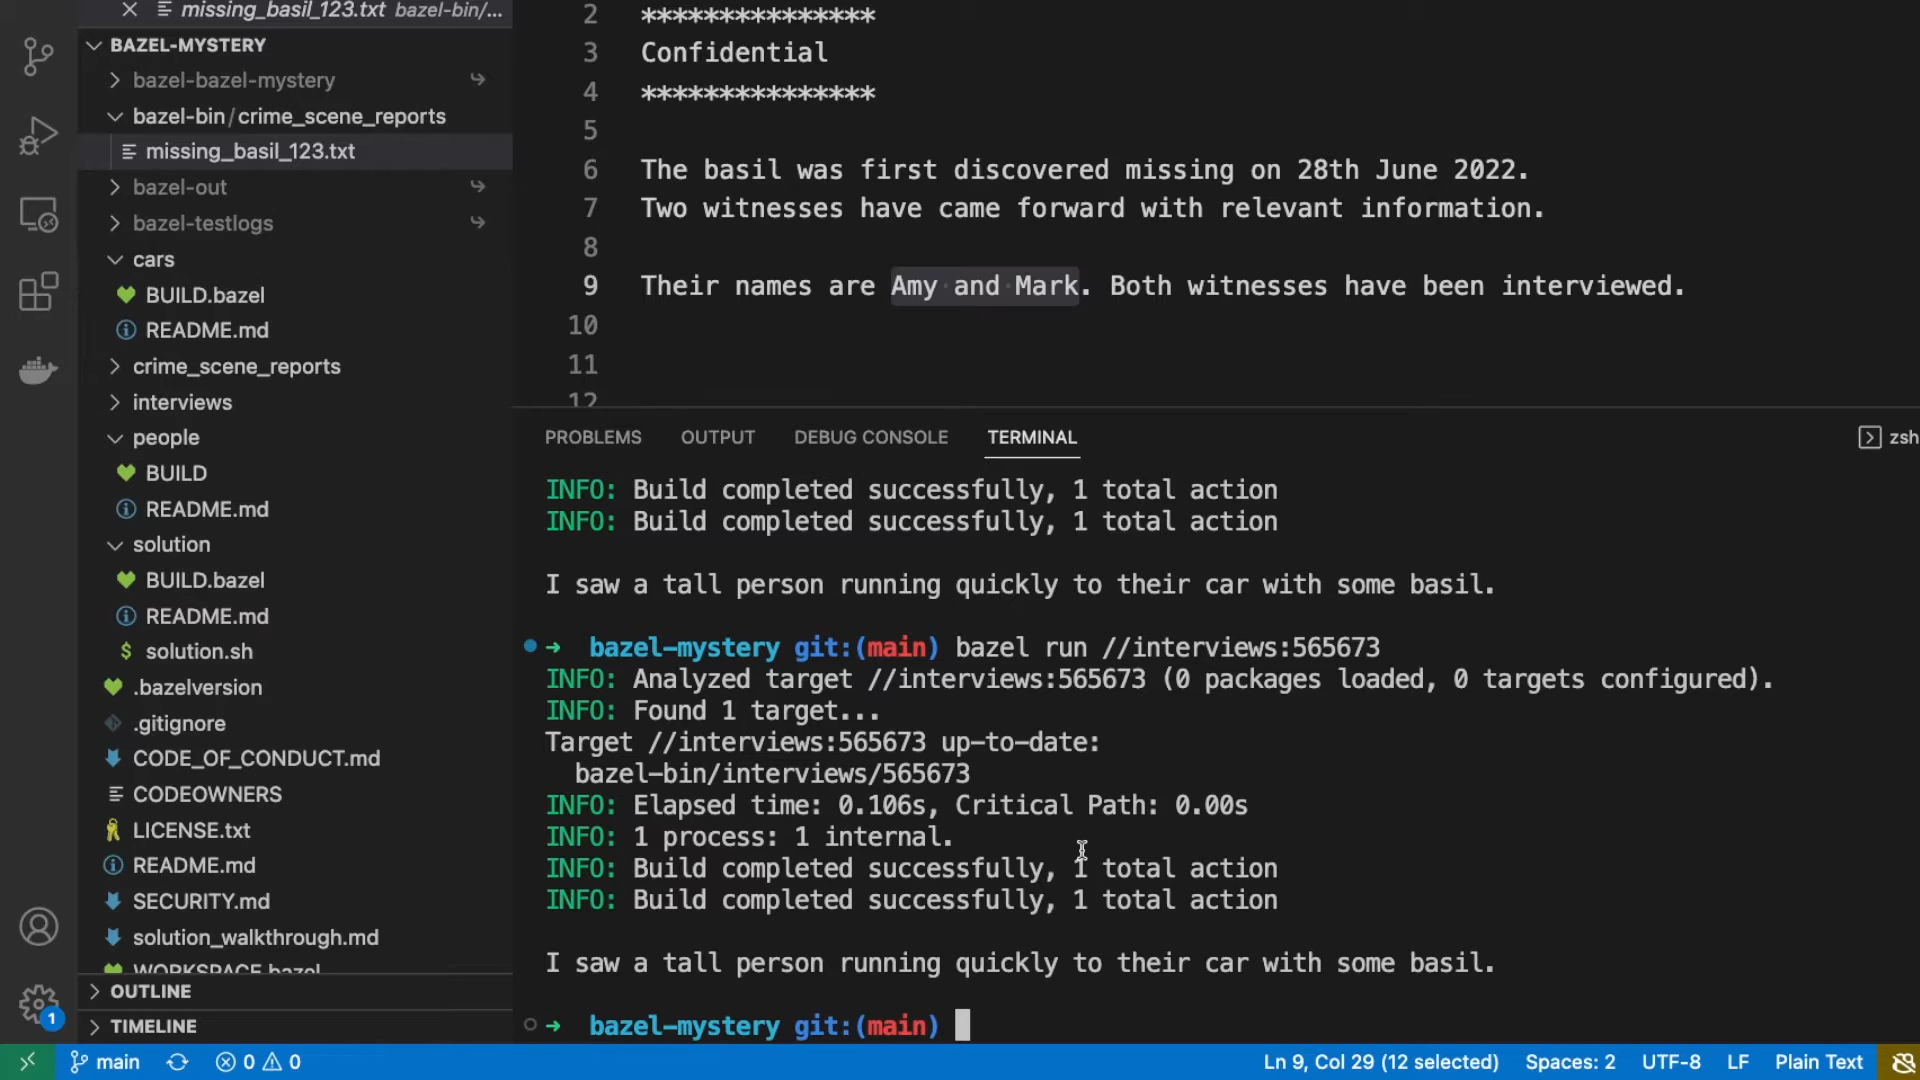 missing_basil_123.txt bazel-bin/...
BAZEL-MYSTERY
bazel-bazel-mystery
bazel-bin/crime_scene_reports
missing_basil_123.txt
bazel-out
bazel-testlogs
cars
BUILD.bazel
README.md
crime_scene_reports
interviews
people
BUILD
README.md
solution
BUILD.bazel
README.md
$ solution.sh
.bazelversion
.gitignore
CODE_OF_CONDUCT.md
CODEOWNERS
LICENSE.txt
README.md
SECURITY.md
solution_walkthrough.md
WORKSPACE.bazel
OUTLINE
TIMELINE
1
2 ***************
3 Confidential
4 ***************
5
6 The basil was first discovered missing on 28th June 2022.
7 Two witnesses have came forward with relevant information.
8
9 Their names are Amy and Mark. Both witnesses have been interviewed.
10
11
12
PROBLEMS OUTPUT DEBUG CONSOLE TERMINAL zsh
INFO: Build completed successfully, 1 total action
INFO: Build completed successfully, 1 total action
I saw a tall person running quickly to their car with some basil.
➜ bazel-mystery git:(main) bazel run //interviews:565673
INFO: Analyzed target //interviews:565673 (0 packages loaded, 0 targets configured).
INFO: Found 1 target...
Target //interviews:565673 up-to-date:
bazel-bin/interviews/565673
INFO: Elapsed time: 0.106s, Critical Path: 0.00s
INFO: 1 process: 1 internal.
INFO: Build completed successfully, 1 total action
INFO: Build completed successfully, 1 total action
I saw a tall person running quickly to their car with some basil.
➜ bazel-mystery git:(main)
main 0 0 Ln 9, Col 29 (12 selected) Spaces: 2 UTF-8 LF Plain Text